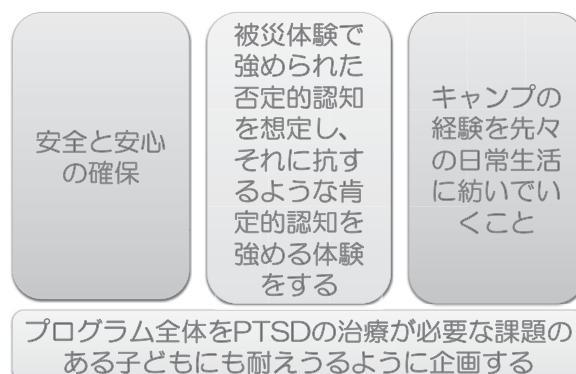 安全と安心
の確保
被災体験で
強められた
否定的認知
を想定し、
それに抗す
るような肯
定的認知を
強める体験
をする
キャンプの
経験を先々
の日常生活
に紡いでい
くこと
プログラム全体をPTSDの治療が必要な課題の
ある子どもにも耐えうるように企画する